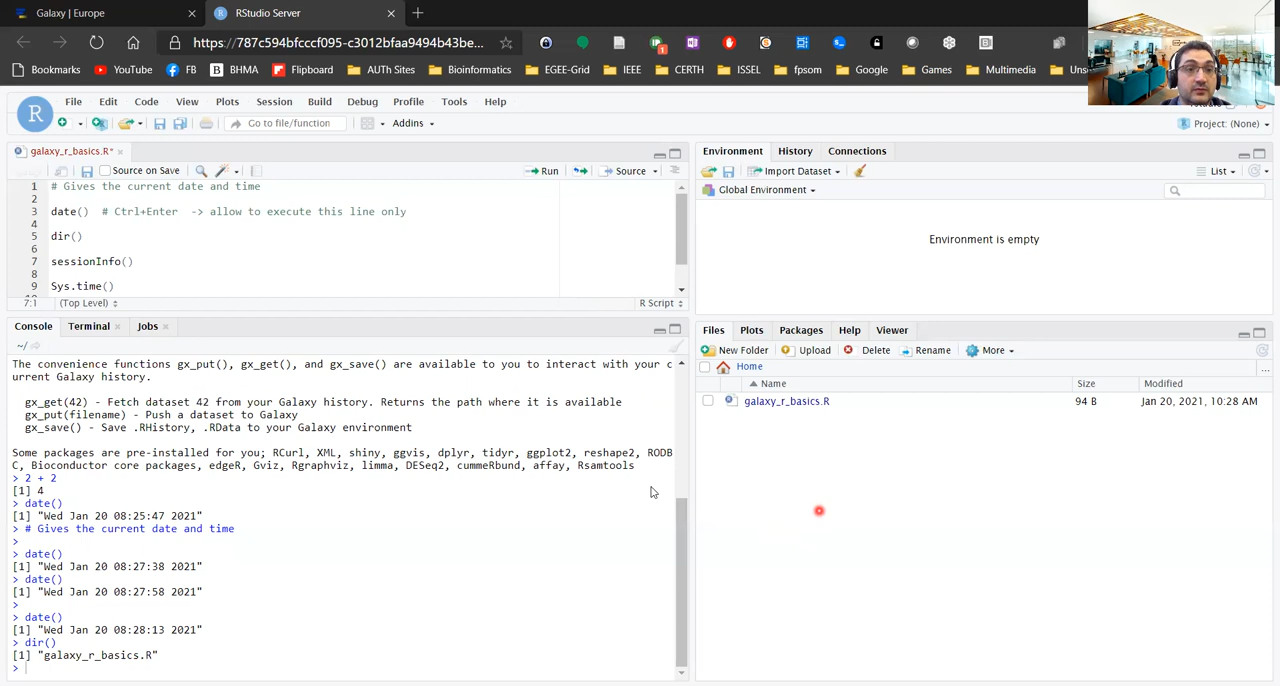 Galaxy | Europe
RStudio Server
https://787c594bfcccf095-c3012bfaa9494b43be...
Bookmarks YouTube FB BHMA Flipboard AUTh Sites Bioinformatics EGEE-Grid IEEE CERTH ISSEL fpsom Google Games Multimedia Uns
File Edit Code View Plots Session Build Debug Profile Tools Help
Go to file/function Addins
Project: (None)
galaxy_r_basics.R*
Source on Save Run Source
1 # Gives the current date and time
2
3 date() # Ctrl+Enter -> allow to execute this line only
4
5 dir()
6
7 sessionInfo()
8
9 Sys.time()
10
7:1 (Top Level) R Script
Console Terminal Jobs
~/
The convenience functions gx_put(), gx_get(), and gx_save() are available to you to interact with your c
urrent Galaxy history.
gx_get(42) - Fetch dataset 42 from your Galaxy history. Returns the path where it is available
gx_put(filename) - Push a dataset to Galaxy
gx_save() - Save .RHistory, .RData to your Galaxy environment
Some packages are pre-installed for you; RCurl, XML, shiny, ggvis, dplyr, tidyr, ggplot2, reshape2, RODB
C, Bioconductor core packages, edgeR, Gviz, Rgraphviz, limma, DESeq2, cummeRbund, affay, Rsamtools
> 2 + 2
[1] 4
> date()
[1] "Wed Jan 20 08:25:47 2021"
> # Gives the current date and time
>
> date()
[1] "Wed Jan 20 08:27:38 2021"
> date()
[1] "Wed Jan 20 08:27:58 2021"
>
> date()
[1] "Wed Jan 20 08:28:13 2021"
> dir()
[1] "galaxy_r_basics.R"
>
Environment History Connections
Import Dataset List
Global Environment
Environment is empty
Files Plots Packages Help Viewer
New Folder Upload Delete Rename More
Home
Name Size Modified
galaxy_r_basics.R 94 B Jan 20, 2021, 10:28 AM